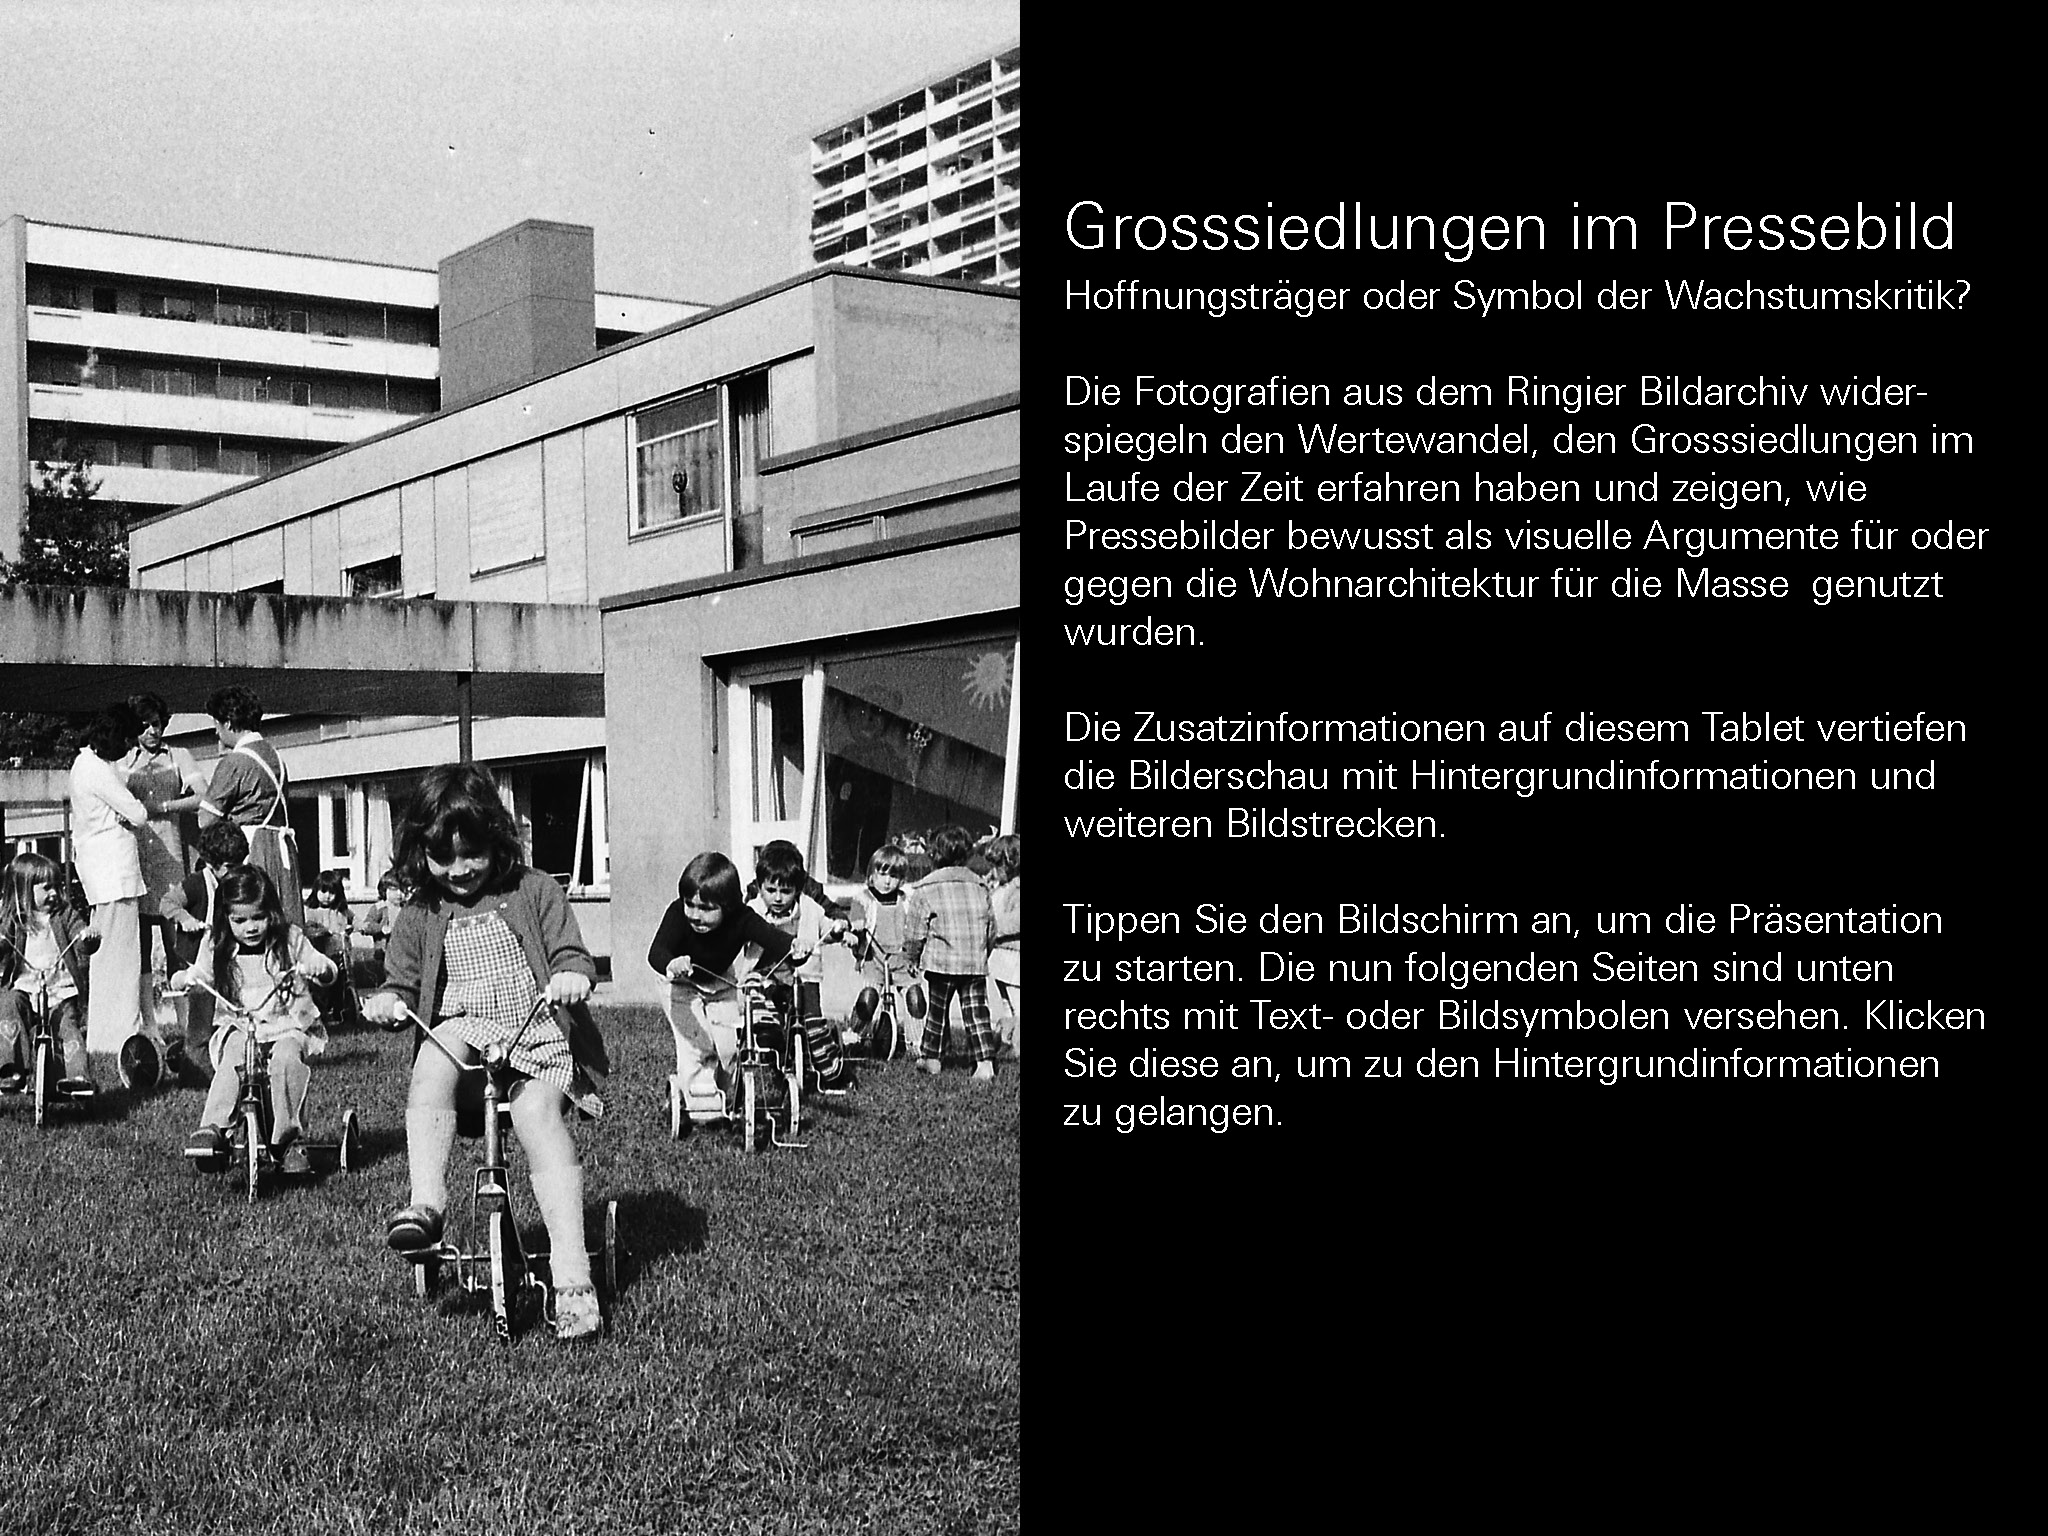 Grosssiedlungen im Pressebild
Hoffnungsträger oder Symbol der Wachstumskritik?
Die Fotografien aus dem Ringier Bildarchiv wider-
spiegeln den Wertewandel, den Grosssiedlungen im
Laufe der Zeit erfahren haben und zeigen, wie
Pressebilder bewusst als visuelle Argumente für oder
gegen die Wohnarchitektur für die Masse  genutzt
wurden.
Die Zusatzinformationen auf diesem Tablet vertiefen
die Bilderschau mit Hintergrundinformationen und
weiteren Bildstrecken.
Tippen Sie den Bildschirm an, um die Präsentation
zu starten. Die nun folgenden Seiten sind unten
rechts mit Text- oder Bildsymbolen versehen. Klicken
Sie diese an, um zu den Hintergrundinformationen
zu gelangen.